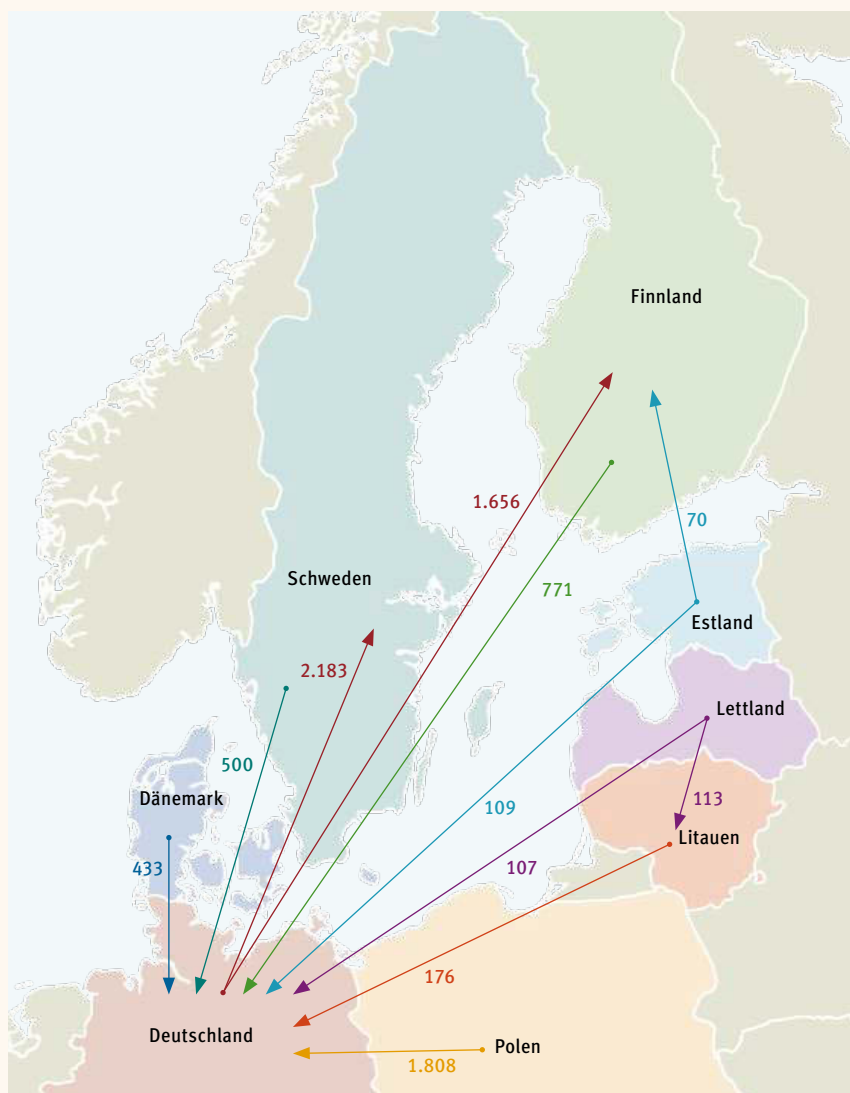 Finnland
1.656
70
771
Schweden
Estland
2.183
Lettland
500
Dänemark
113
109
Litauen
433
107
176
Deutschland
Polen
1.808